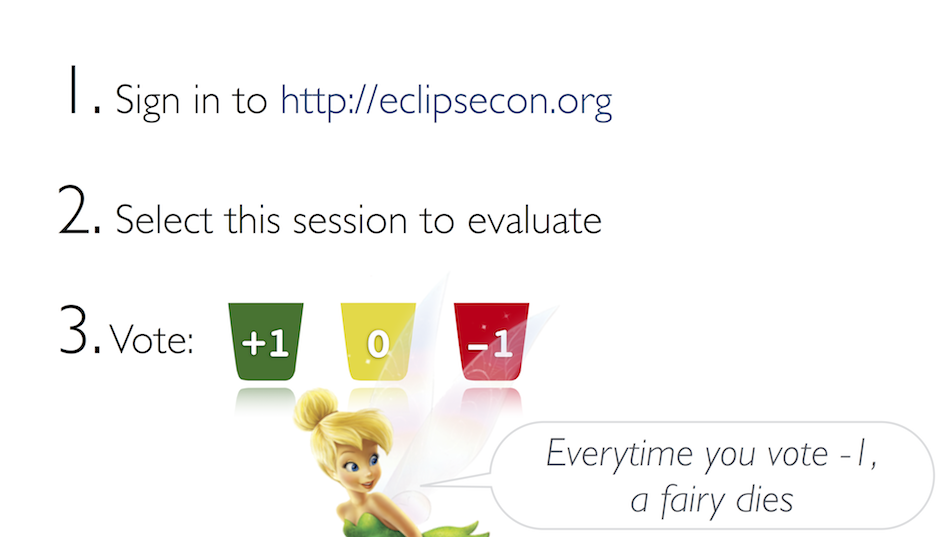 1. Sign in to http://eclipsecon.org
2. Select this session to evaluate
3. Vote: +1 0 -1
Everytime you vote -1,
a fairy dies